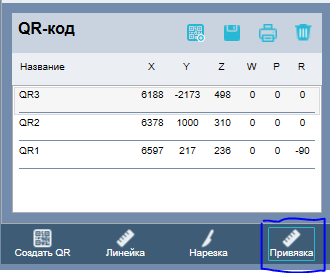 QR-код
Название X Y Z W P R
QR3 6188 -2173 498 0 0 0
QR2 6378 1000 310 0 0 0
QR1 6597 217 236 0 0 -90
Создать QR Линейка Нарезка Привязка